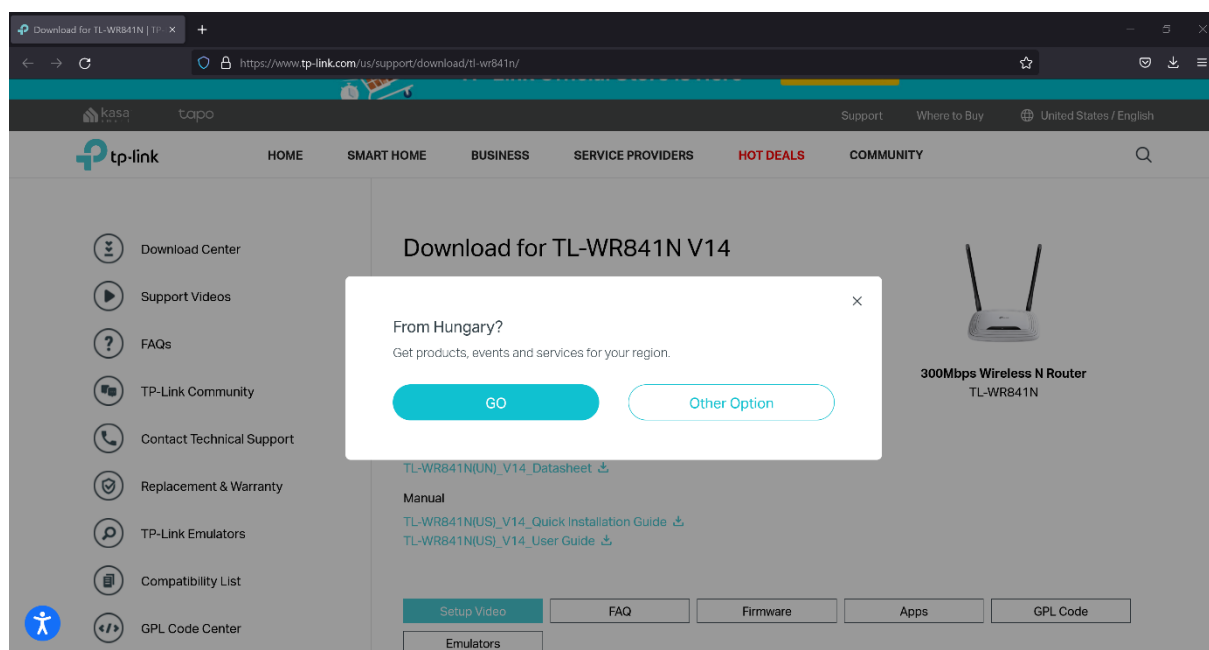 Download for TL-WR841N | TP-
https://www.tp-link.com/us/support/download/tl-wr841n/
kasa
tapo
Support
Where to Buy
United States / English
tp-link
HOME
SMART HOME
BUSINESS
SERVICE PROVIDERS
HOT DEALS
COMMUNITY
Download Center
Support Videos
FAQs
TP-Link Community
Contact Technical Support
Replacement & Warranty
TP-Link Emulators
Compatibility List
GPL Code Center
Download for TL-WR841N V14
From Hungary?
Get products, events and services for your region.
GO
Other Option
TL-WR841N(UN)_V14_Datasheet
Manual
TL-WR841N(US)_V14_Quick Installation Guide
TL-WR841N(US)_V14_User Guide
Setup Video
FAQ
Firmware
Apps
GPL Code
Emulators
300Mbps Wireless N Router
TL-WR841N